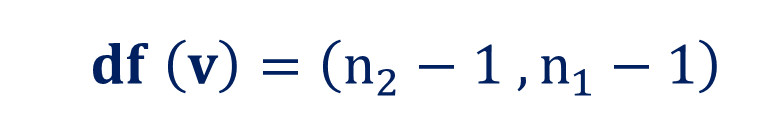 df (v) = (n₂ − 1 , n₁ − 1)